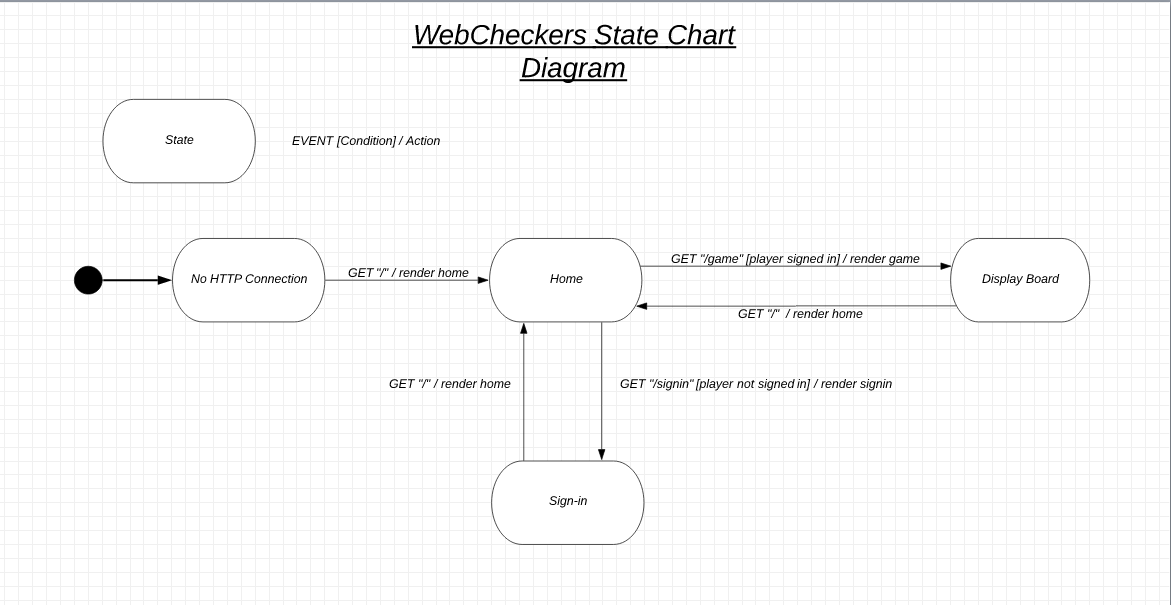 WebCheckers State Chart
Diagram
State
EVENT [Condition] / Action
No HTTP Connection
GET "/" / render home
Home
GET "/game" [player signed in] / render game
Display Board
GET "/"  / render home
GET "/" / render home
GET "/signin" [player not signed in] / render signin
Sign-in